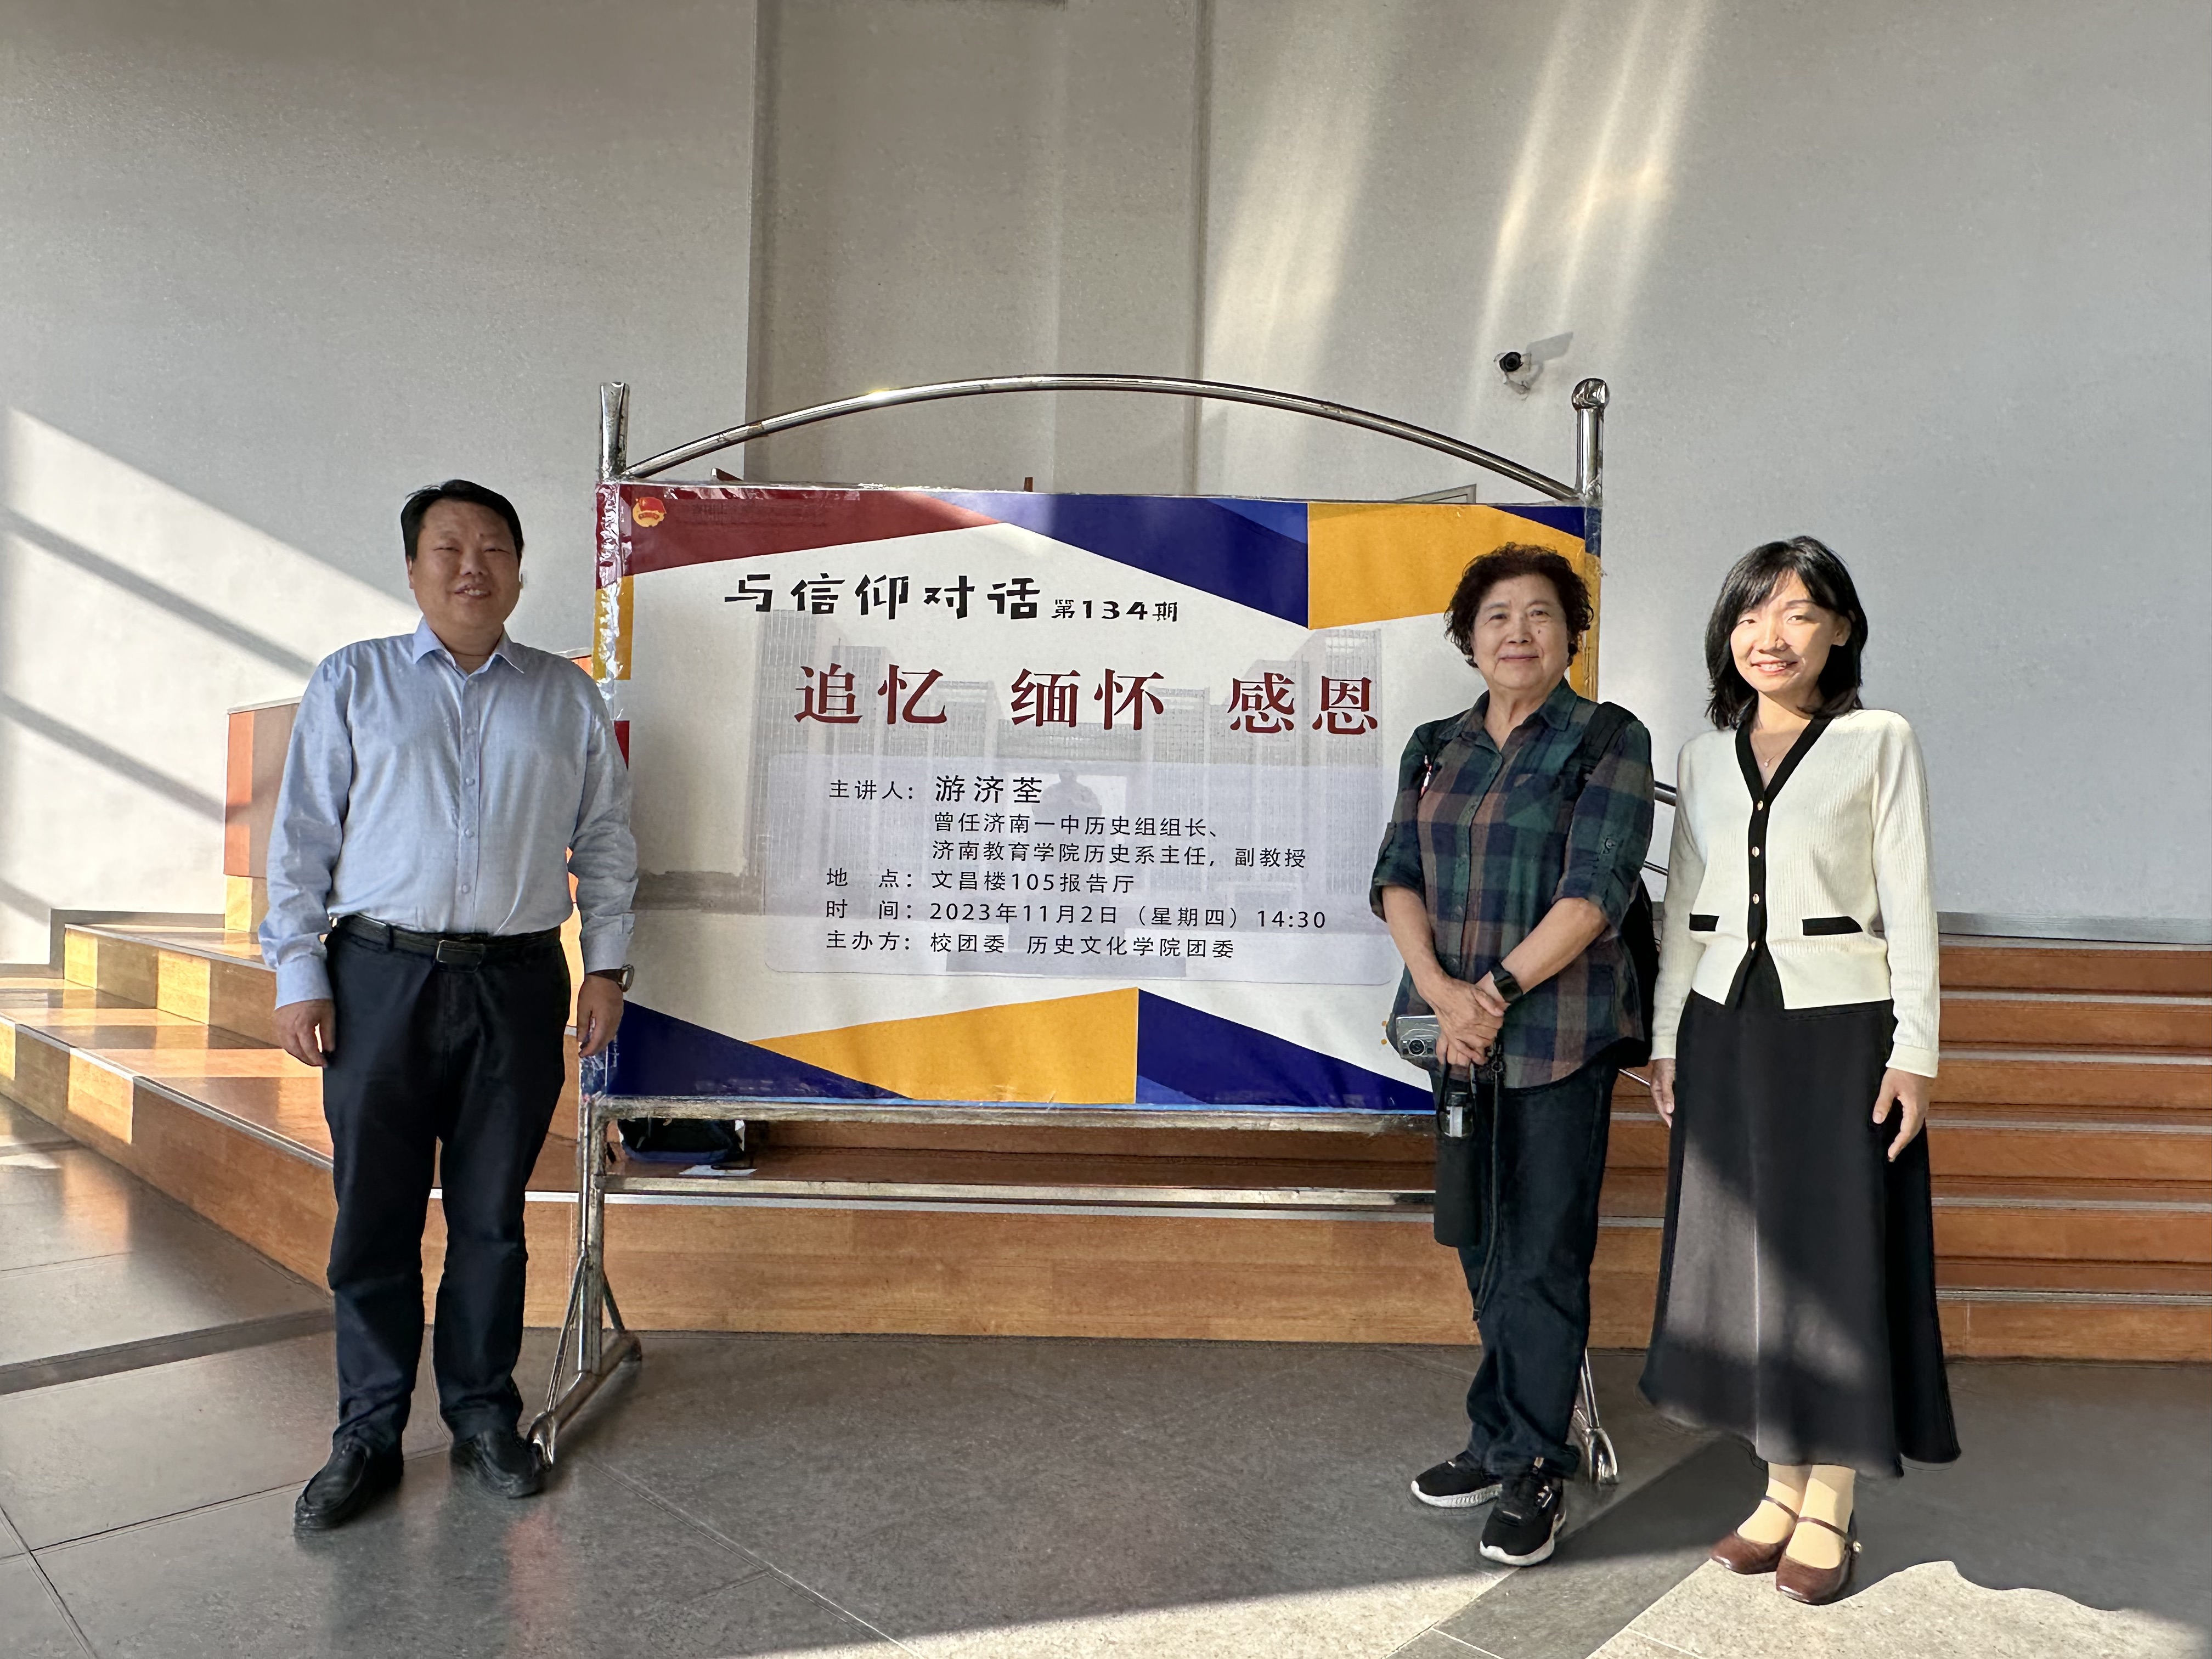 与信仰对话 第134期
追忆 缅怀 感恩
主讲人：游济荃
曾任济南一中历史组组长、
济南教育学院历史系主任，副教授
地 点：文昌楼105报告厅
时 间：2023年11月2日（星期四）14:30
主办方：校团委 历史文化学院团委